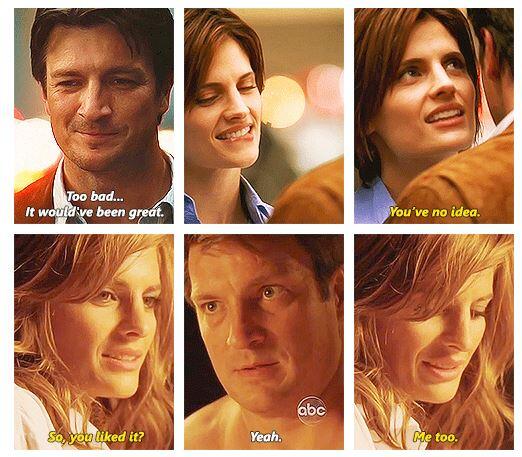 Too bad...
it would've been great.
You've no idea.
So, you liked it?
Yeah.
abc
Me too.